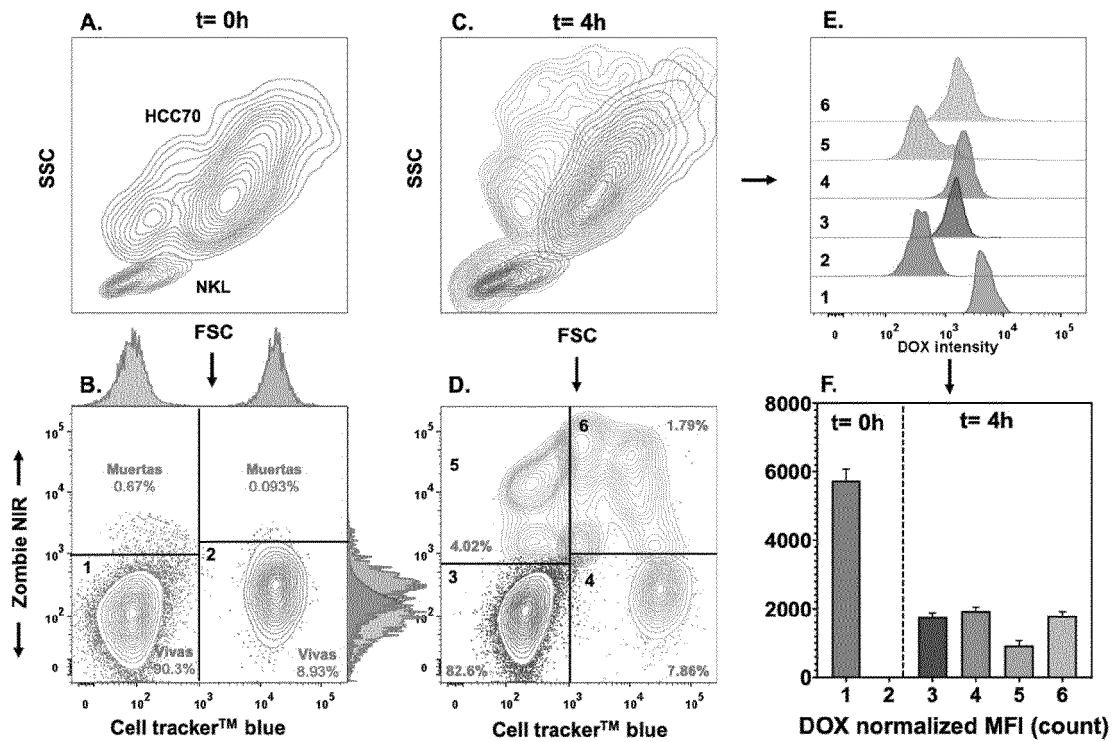 A.
t= 0h
HCC70
NKL
SSC
FSC
C.
t= 4h
SSC
FSC
E.
6
5
4
3
2
1
0
10²
10³
10⁴
10⁵
DOX intensity
B.
Muertas
0.67%
Muertas
0.093%
1
2
Vivas
90.3%
Vivas
8.93%
10⁵
10⁴
10³
10²
0
Zombie NIR
0
10²
10³
10⁴
10⁵
Cell tracker™ blue
D.
5
6
1.79%
4.02%
3
4
82.6%
7.86%
10⁵
10⁴
10³
10²
0
0
10²
10³
10⁴
10⁵
Cell tracker™ blue
F.
t= 0h
t= 4h
8000
6000
4000
2000
0
1 2 3 4 5 6
DOX normalized MFI (count)